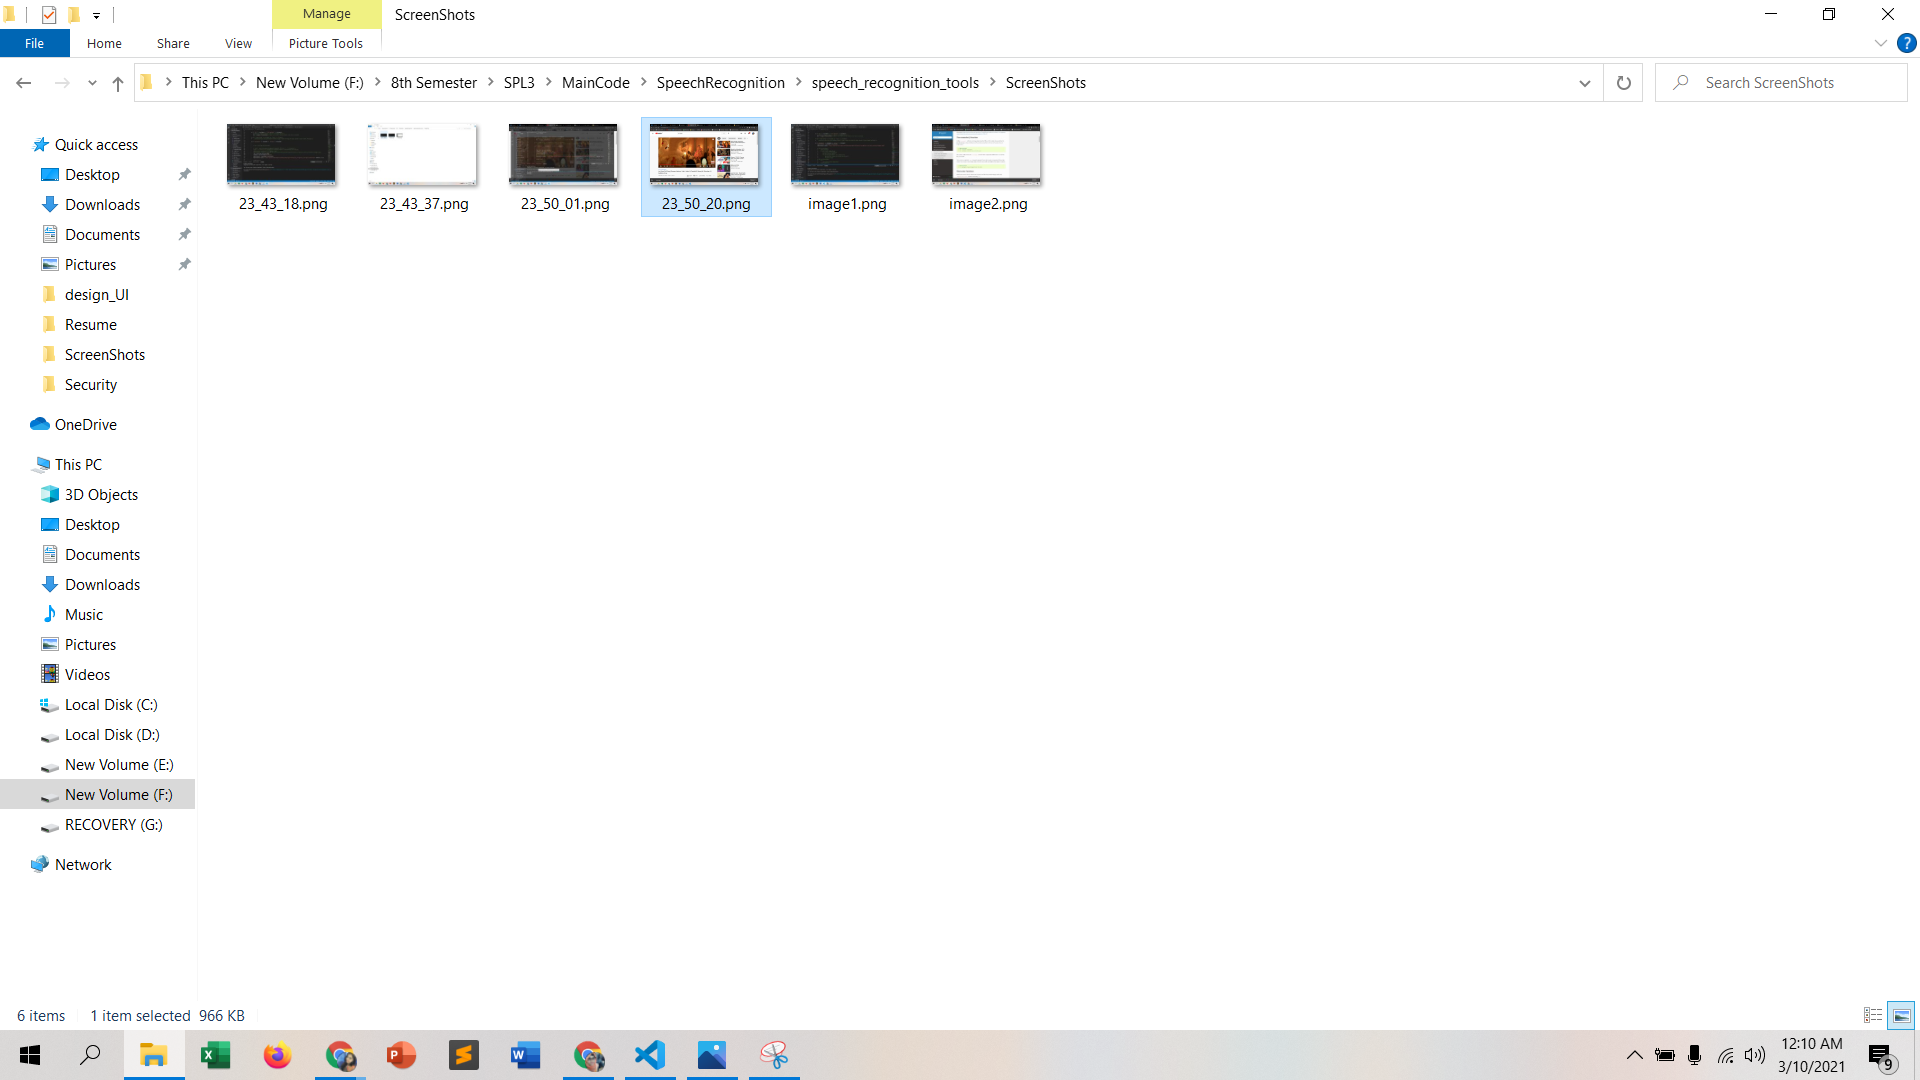 Manage
ScreenShots
File
Home
Share
View
Picture Tools
This PC
New Volume (F:)
8th Semester
SPL3
MainCode
SpeechRecognition
speech_recognition_tools
ScreenShots
Search ScreenShots
Quick access
Desktop
Downloads
Documents
Pictures
design_UI
Resume
ScreenShots
Security
OneDrive
This PC
3D Objects
Desktop
Documents
Downloads
Music
Pictures
Videos
Local Disk (C:)
Local Disk (D:)
New Volume (E:)
New Volume (F:)
RECOVERY (G:)
Network
23_43_18.png
23_43_37.png
23_50_01.png
23_50_20.png
image1.png
image2.png
6 items
1 item selected 966 KB
12:10 AM
3/10/2021
9